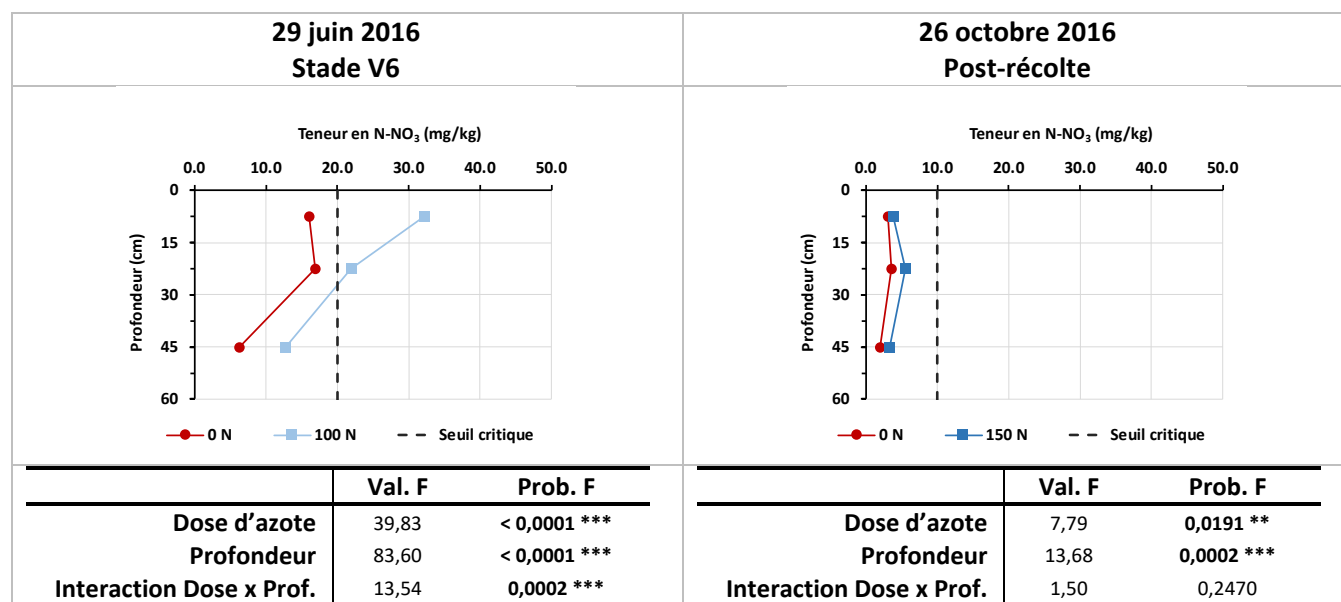 29 juin 2016
Stade V6
Teneur en N-NO₃ (mg/kg)
0.0 10.0 20.0 30.0 40.0 50.0
Profondeur (cm)
0
15
30
45
60
0 N 100 N Seuil critique
Val. F Prob. F
Dose d’azote 39,83 < 0,0001 ***
Profondeur 83,60 < 0,0001 ***
Interaction Dose x Prof. 13,54 0,0002 ***
26 octobre 2016
Post-récolte
Teneur en N-NO₃ (mg/kg)
0.0 10.0 20.0 30.0 40.0 50.0
Profondeur (cm)
0
15
30
45
60
0 N 150 N Seuil critique
Val. F Prob. F
Dose d’azote 7,79 0,0191 **
Profondeur 13,68 0,0002 ***
Interaction Dose x Prof. 1,50 0,2470